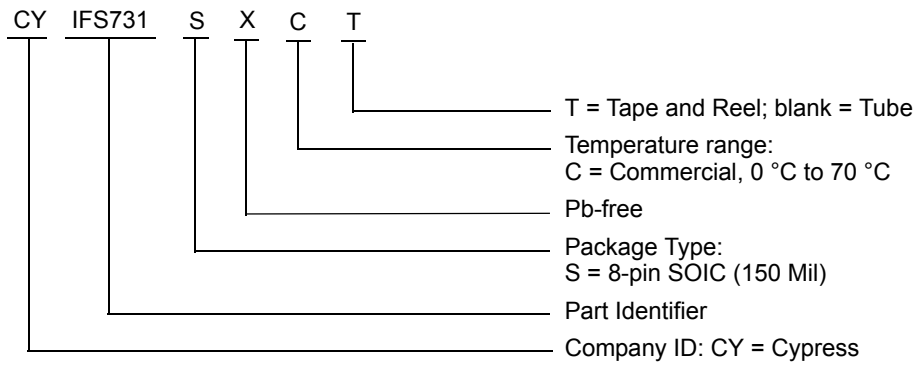 CY IFS731 S X C T
T = Tape and Reel; blank = Tube
Temperature range:
C = Commercial, 0 °C to 70 °C
Pb-free
Package Type:
S = 8-pin SOIC (150 Mil)
Part Identifier
Company ID: CY = Cypress